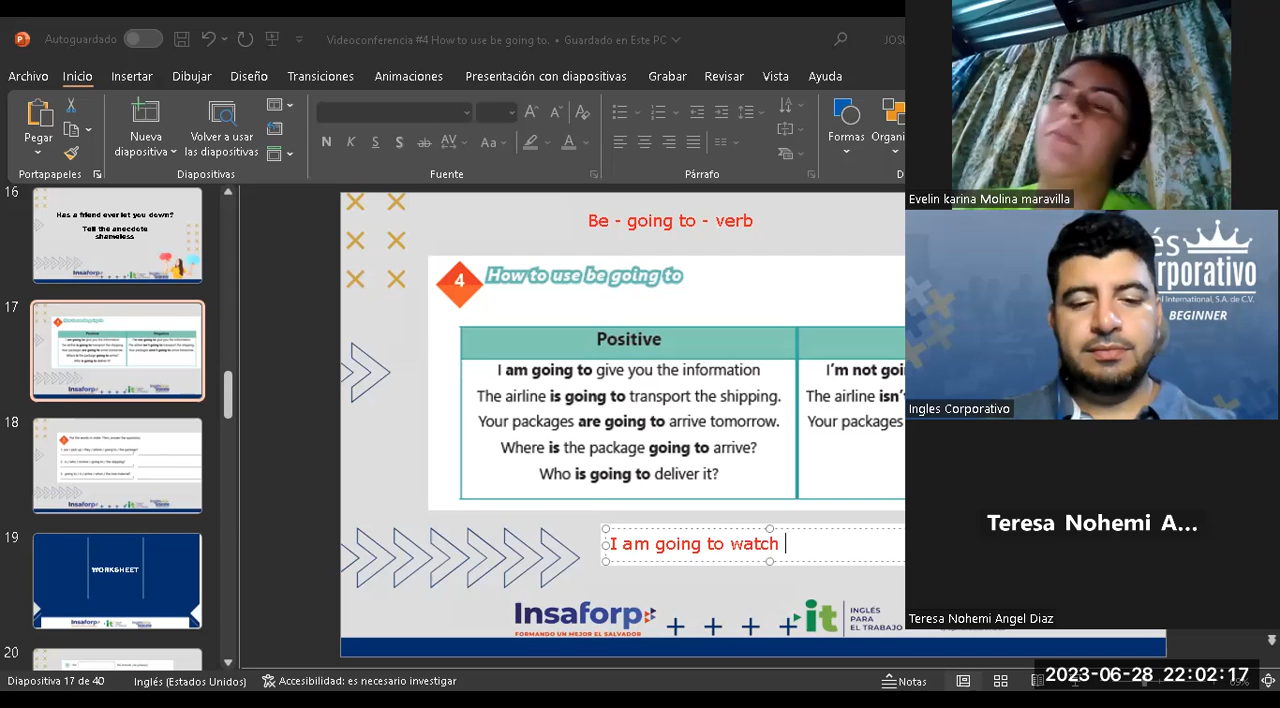 Autoguardado
Videoconferencia #4 How to use be going to. • Guardado en Este PC
Archivo Inicio Insertar Dibujar Diseño Transiciones Animaciones Presentación con diapositivas Grabar Revisar Vista Ayuda
Pegar
Nueva diapositiva
Volver a usar las diapositivas
Formas
Portapapeles
Diapositivas
Fuente
Párrafo
16
Has a friend ever let you down?
Tell the anecdote
shameless
17
18
19
WORKSHEET
20
Be - going to - verb
4 How to use be going to
Positive
I am going to give you the information
The airline is going to transport the shipping.
Your packages are going to arrive tomorrow.
Where is the package going to arrive?
Who is going to deliver it?
I'm not goi
The airline isn'
Your packages
I am going to watch
Insaforp
FORMANDO UN MEJOR EL SALVADOR
it INGLÉS
PARA
EL TRABAJO
Evelin karina Molina maravilla
és
rporativo
l International, S.A. de C.V.
BEGINNER
Ingles Corporativo
Teresa Nohemi A...
Teresa Nohemi Angel Diaz
Diapositiva 17 de 40
Inglés (Estados Unidos)
Accesibilidad: es necesario investigar
Notas
2023-06-28 22:02:17